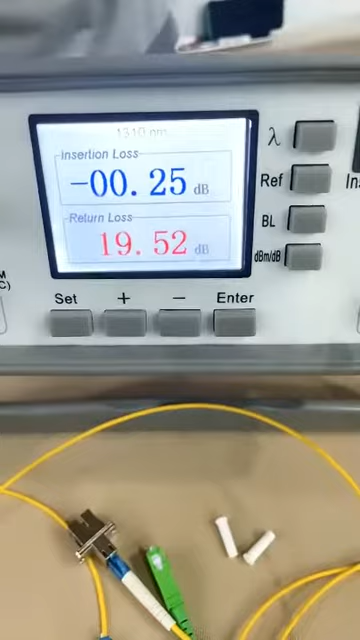 1310 nm
Insertion Loss
-00.25 dB
Return Loss
19.52 dB
λ
Ref
BL
dBm/dB
Set
+
−
Enter